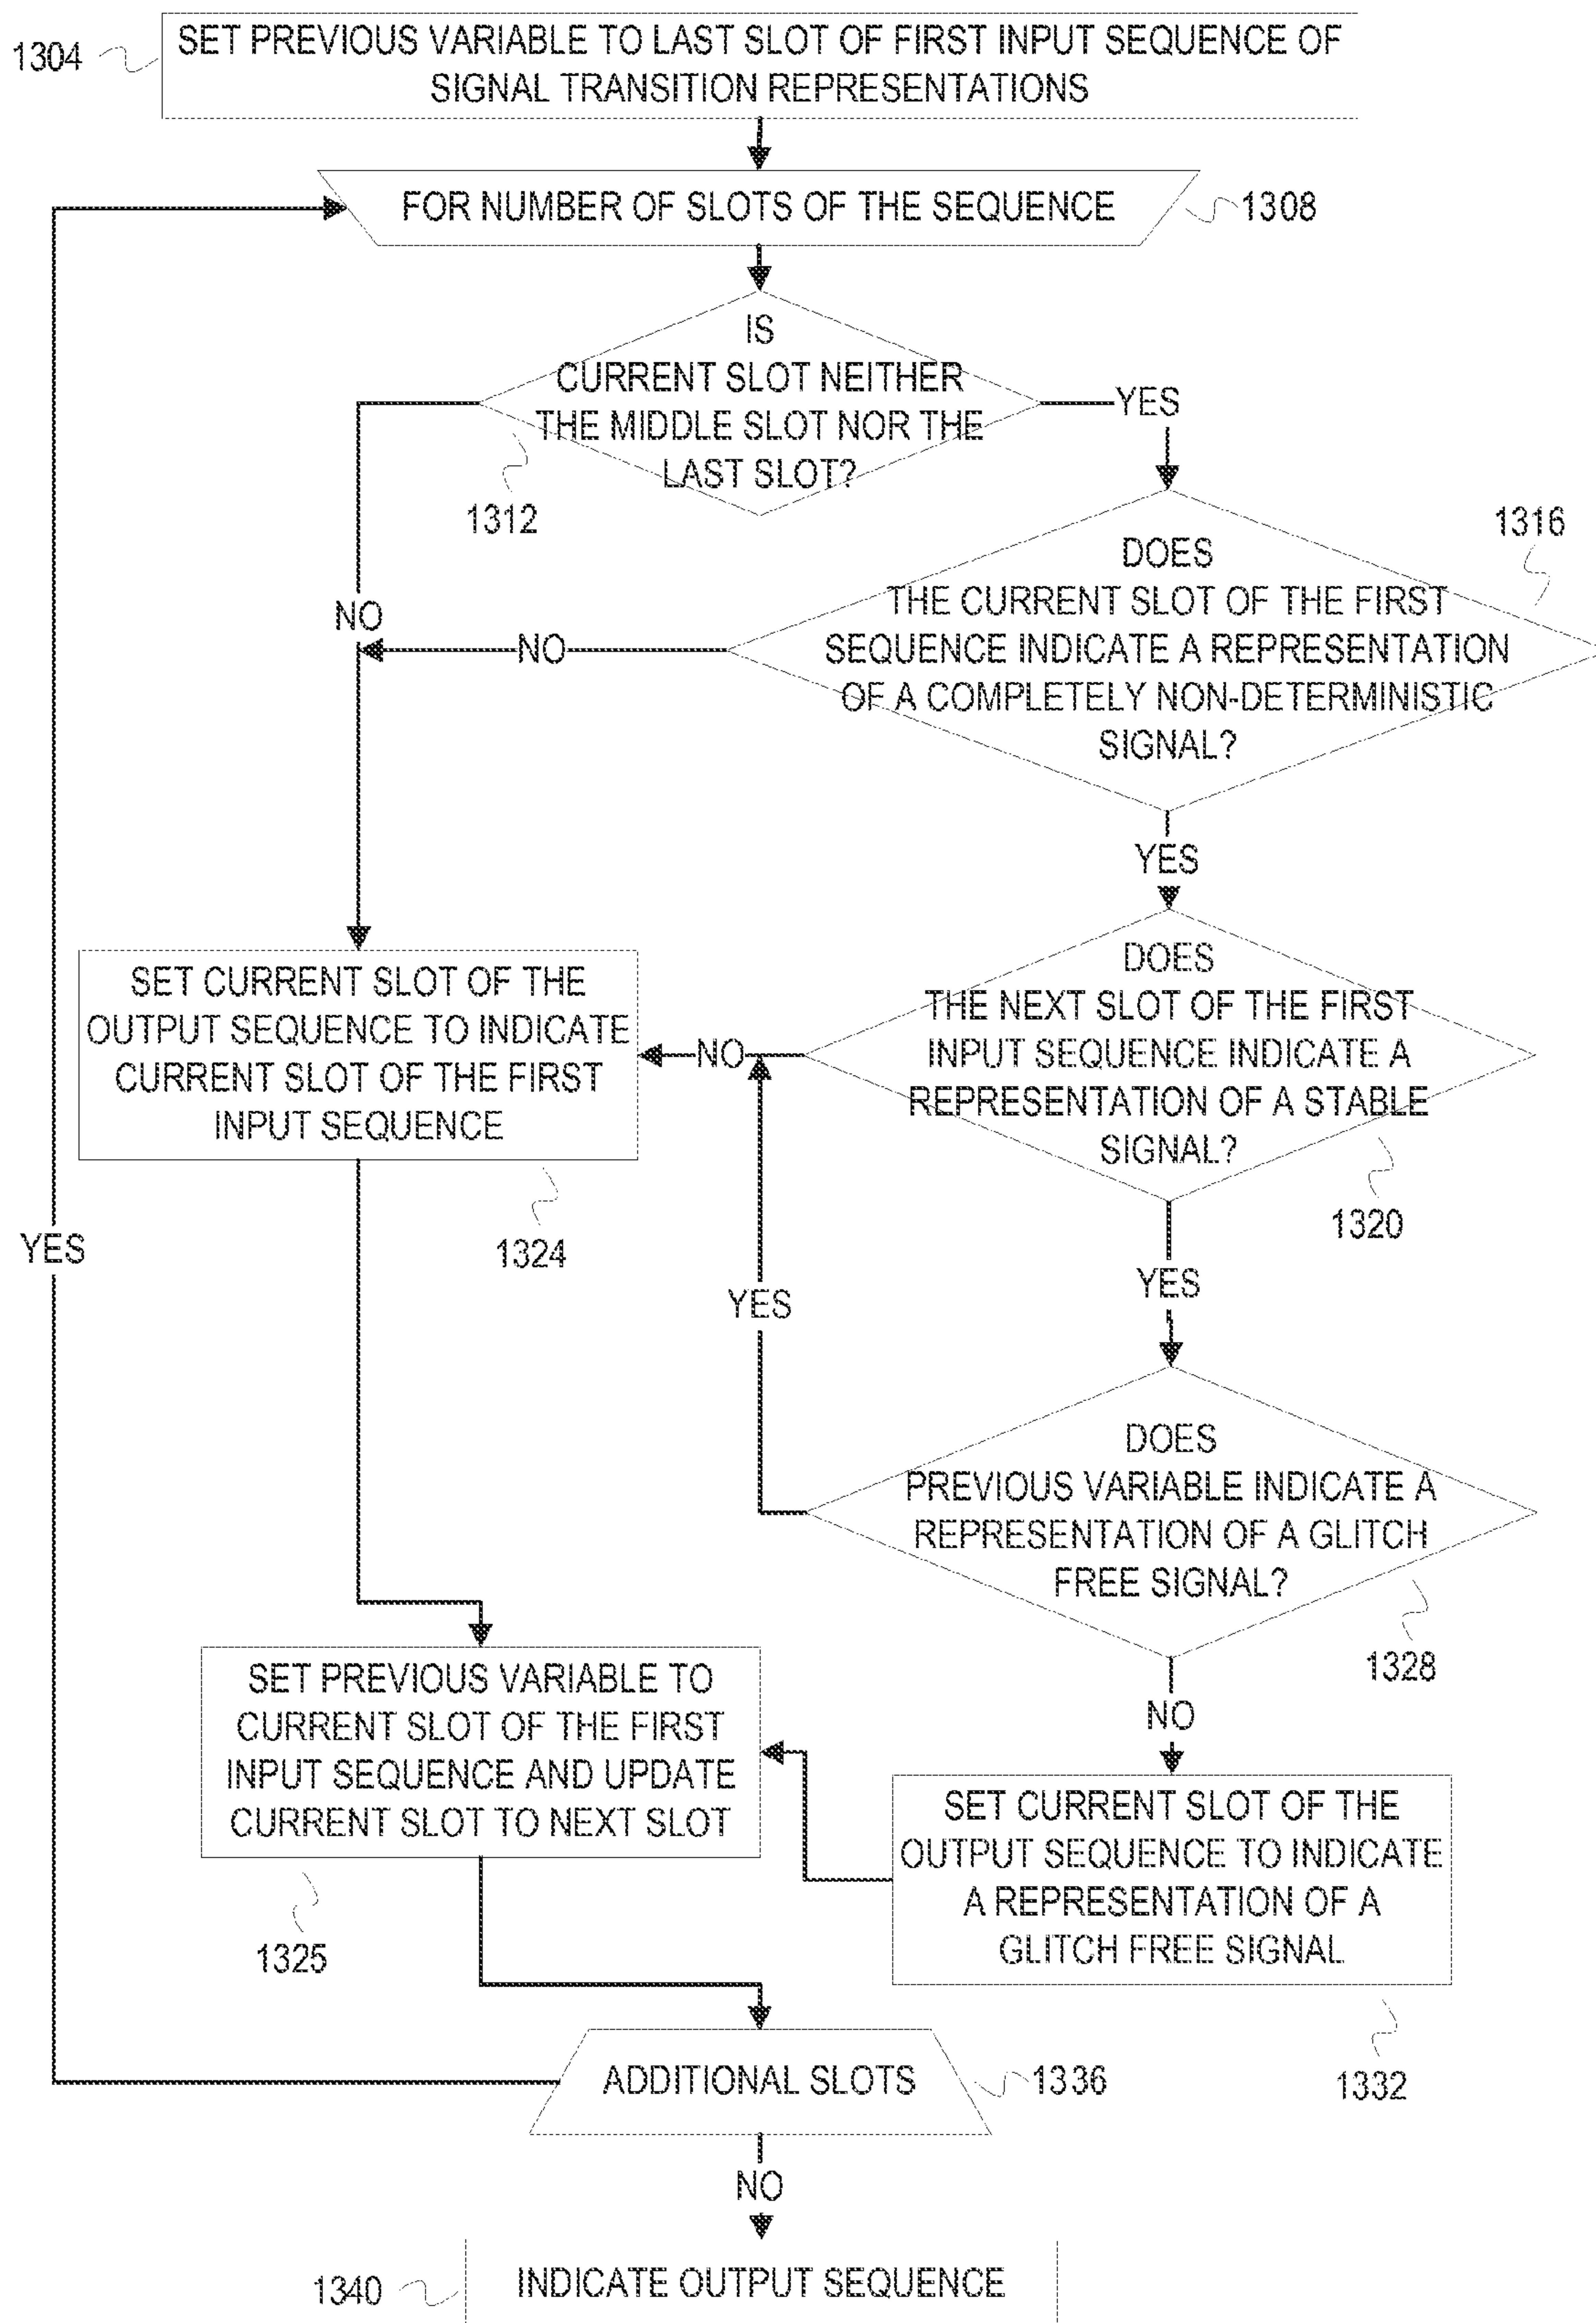 1304
SET PREVIOUS VARIABLE TO LAST SLOT OF FIRST INPUT SEQUENCE OF
SIGNAL TRANSITION REPRESENTATIONS
FOR NUMBER OF SLOTS OF THE SEQUENCE
1308
IS
CURRENT SLOT NEITHER
THE MIDDLE SLOT NOR THE
LAST SLOT?
1312
YES
NO
1316
DOES
THE CURRENT SLOT OF THE FIRST
SEQUENCE INDICATE A REPRESENTATION
OF A COMPLETELY NON-DETERMINISTIC
SIGNAL?
NO
YES
DOES
THE NEXT SLOT OF THE FIRST
INPUT SEQUENCE INDICATE A
REPRESENTATION OF A STABLE
SIGNAL?
1320
NO
SET CURRENT SLOT OF THE
OUTPUT SEQUENCE TO INDICATE
CURRENT SLOT OF THE FIRST
INPUT SEQUENCE
1324
YES
YES
YES
DOES
PREVIOUS VARIABLE INDICATE A
REPRESENTATION OF A GLITCH
FREE SIGNAL?
1328
NO
SET PREVIOUS VARIABLE TO
CURRENT SLOT OF THE FIRST
INPUT SEQUENCE AND UPDATE
CURRENT SLOT TO NEXT SLOT
1325
SET CURRENT SLOT OF THE
OUTPUT SEQUENCE TO INDICATE
A REPRESENTATION OF A
GLITCH FREE SIGNAL
1332
ADDITIONAL SLOTS
1336
NO
1340
INDICATE OUTPUT SEQUENCE